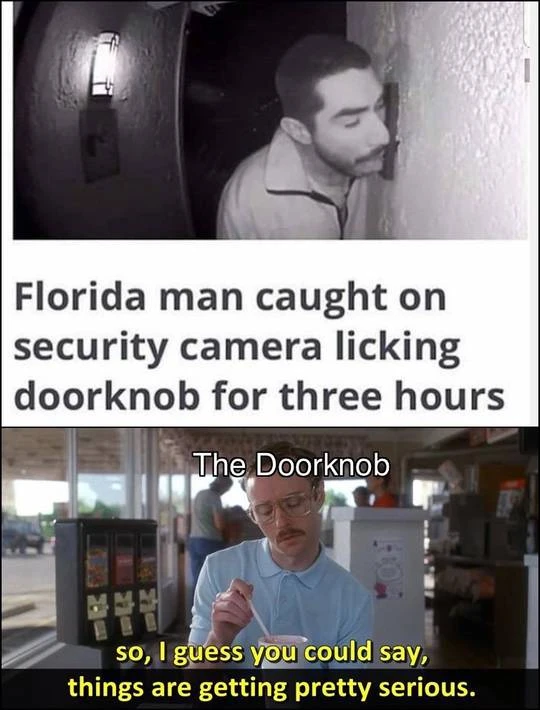 Florida man caught on
security camera licking
doorknob for three hours
The Doorknob
so, I guess you could say,
things are getting pretty serious.